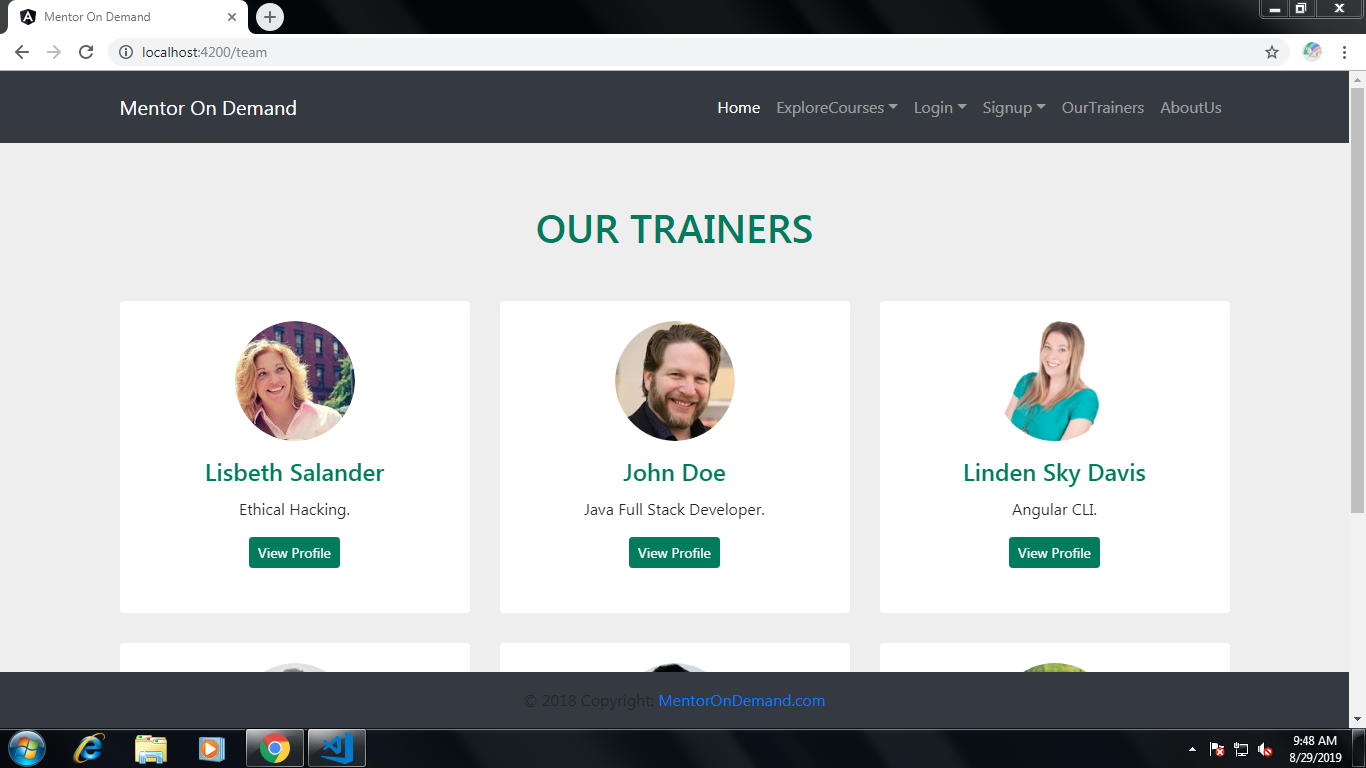 Mentor On Demand
localhost:4200/team
Mentor On Demand
Home ExploreCourses Login Signup OurTrainers AboutUs
OUR TRAINERS
Lisbeth Salander
Ethical Hacking.
View Profile
John Doe
Java Full Stack Developer.
View Profile
Linden Sky Davis
Angular CLI.
View Profile
© 2018 Copyright: MentorOnDemand.com
9:48 AM
8/29/2019